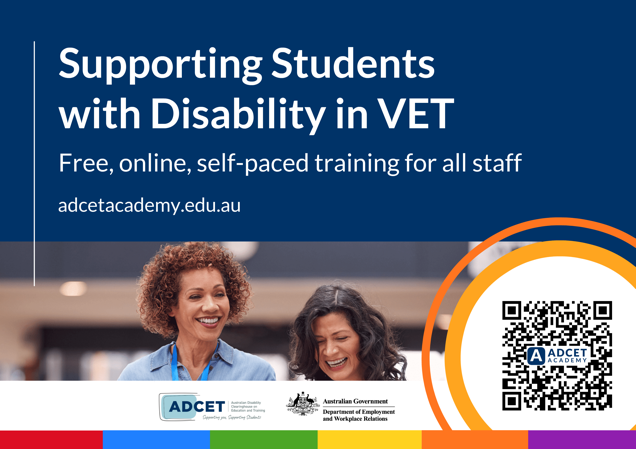 Supporting Students
with Disability in VET
Free, online, self-paced training for all staff
adcetacademy.edu.au
A ADCET
ACADEMY
ADCET
Australian Disability
Clearinghouse on
Education and Training
Supporting you, Supporting Students
Australian Government
Department of Employment
and Workplace Relations